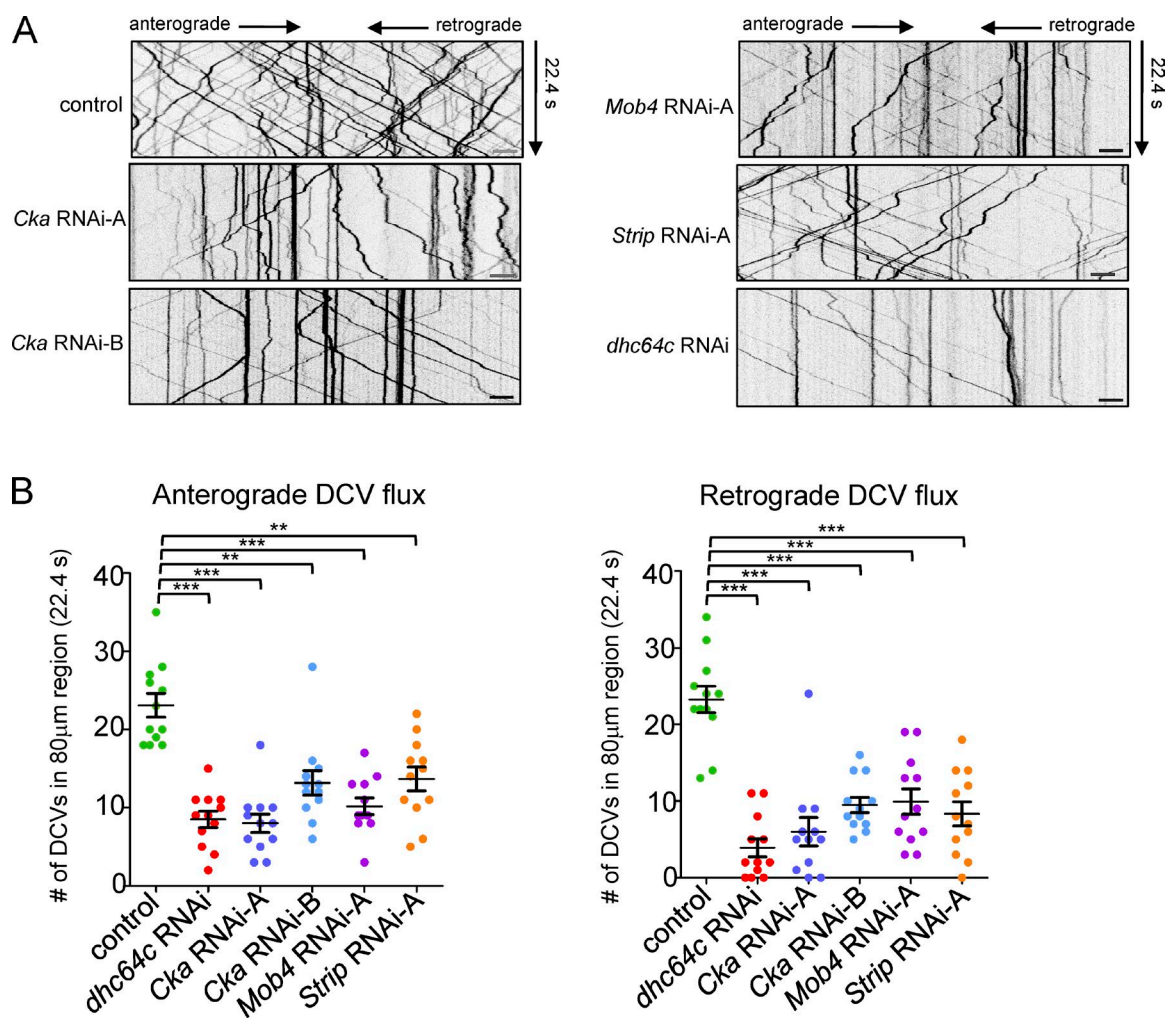 A
anterograde
retrograde
control
22.4 s
Cka RNAi-A
Cka RNAi-B
anterograde
retrograde
Mob4 RNAi-A
22.4 s
Strip RNAi-A
dhc64c RNAi
B
Anterograde DCV flux
# of DCVs in 80μm region (22.4 s)
**
***
**
***
***
40
30
20
10
0
control
dhc64c RNAi
Cka RNAi-A
Cka RNAi-B
Mob4 RNAi-A
Strip RNAi-A
Retrograde DCV flux
# of DCVs in 80μm region (22.4 s)
***
***
***
***
***
40
30
20
10
0
control
dhc64c RNAi
Cka RNAi-A
Cka RNAi-B
Mob4 RNAi-A
Strip RNAi-A